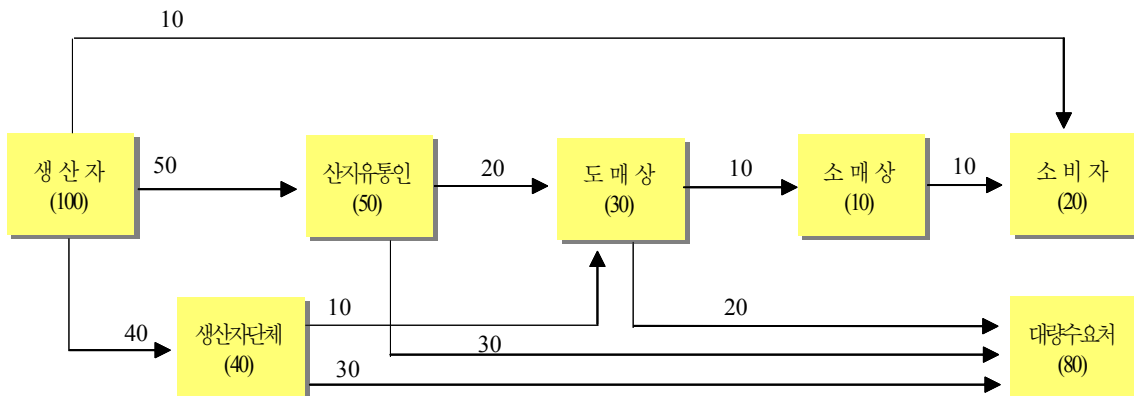 10
생 산 자
(100)
50
산지유통인
(50)
20
도 매 상
(30)
10
소 매 상
(10)
10
소 비 자
(20)
40
생산자단체
(40)
10
30
30
20
대량수요처
(80)